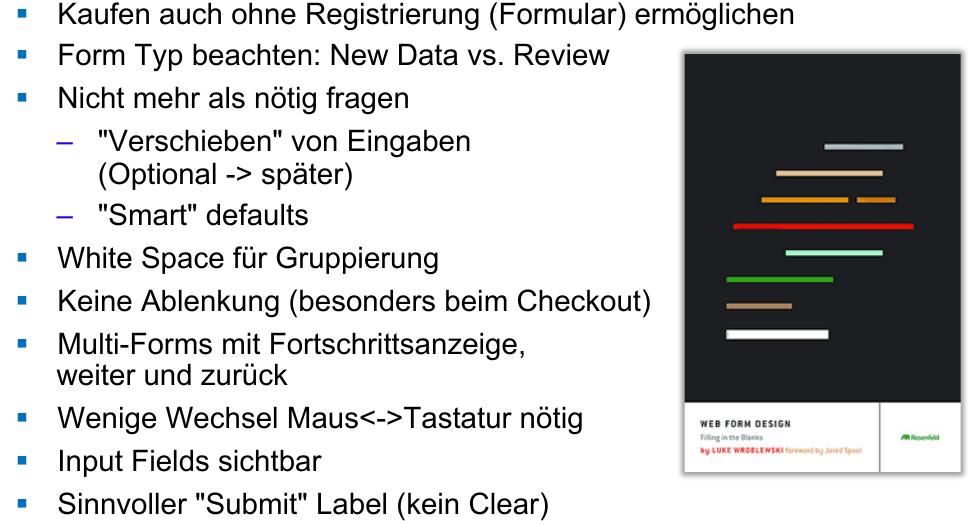 Kaufen auch ohne Registrierung (Formular) ermöglichen
Form Typ beachten: New Data vs. Review
Nicht mehr als nötig fragen
– "Verschieben" von Eingaben
(Optional -> später)
– "Smart" defaults
White Space für Gruppierung
Keine Ablenkung (besonders beim Checkout)
Multi-Forms mit Fortschrittsanzeige,
weiter und zurück
Wenige Wechsel Maus<->Tastatur nötig
Input Fields sichtbar
Sinnvoller "Submit" Label (kein Clear)
WEB FORM DESIGN
Filling in the Blanks
by LUKE WROBLEWSKI foreword by Jared Spool
Rosenfeld